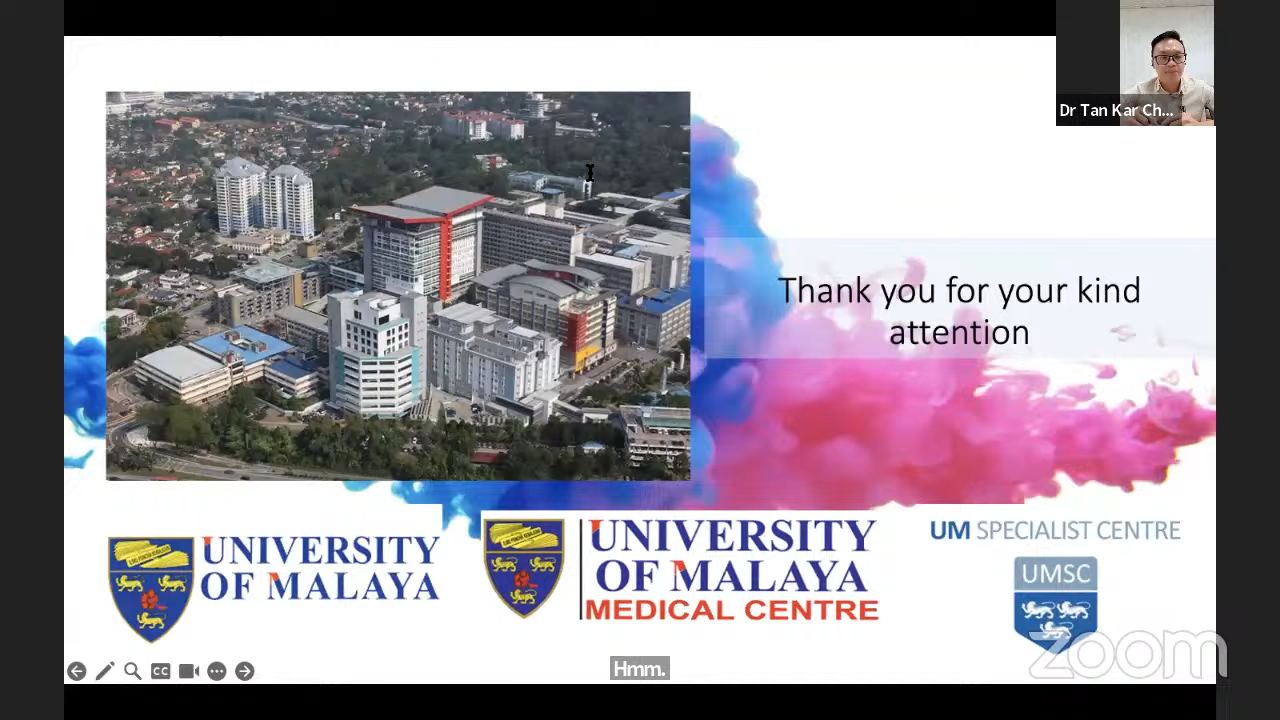 Dr Tan Kar Ch...
Thank you for your kind
attention
UNIVERSITY
OF MALAYA
UNIVERSITY
OF MALAYA
MEDICAL CENTRE
UM SPECIALIST CENTRE
UMSC
zoom
CC
Hmm.